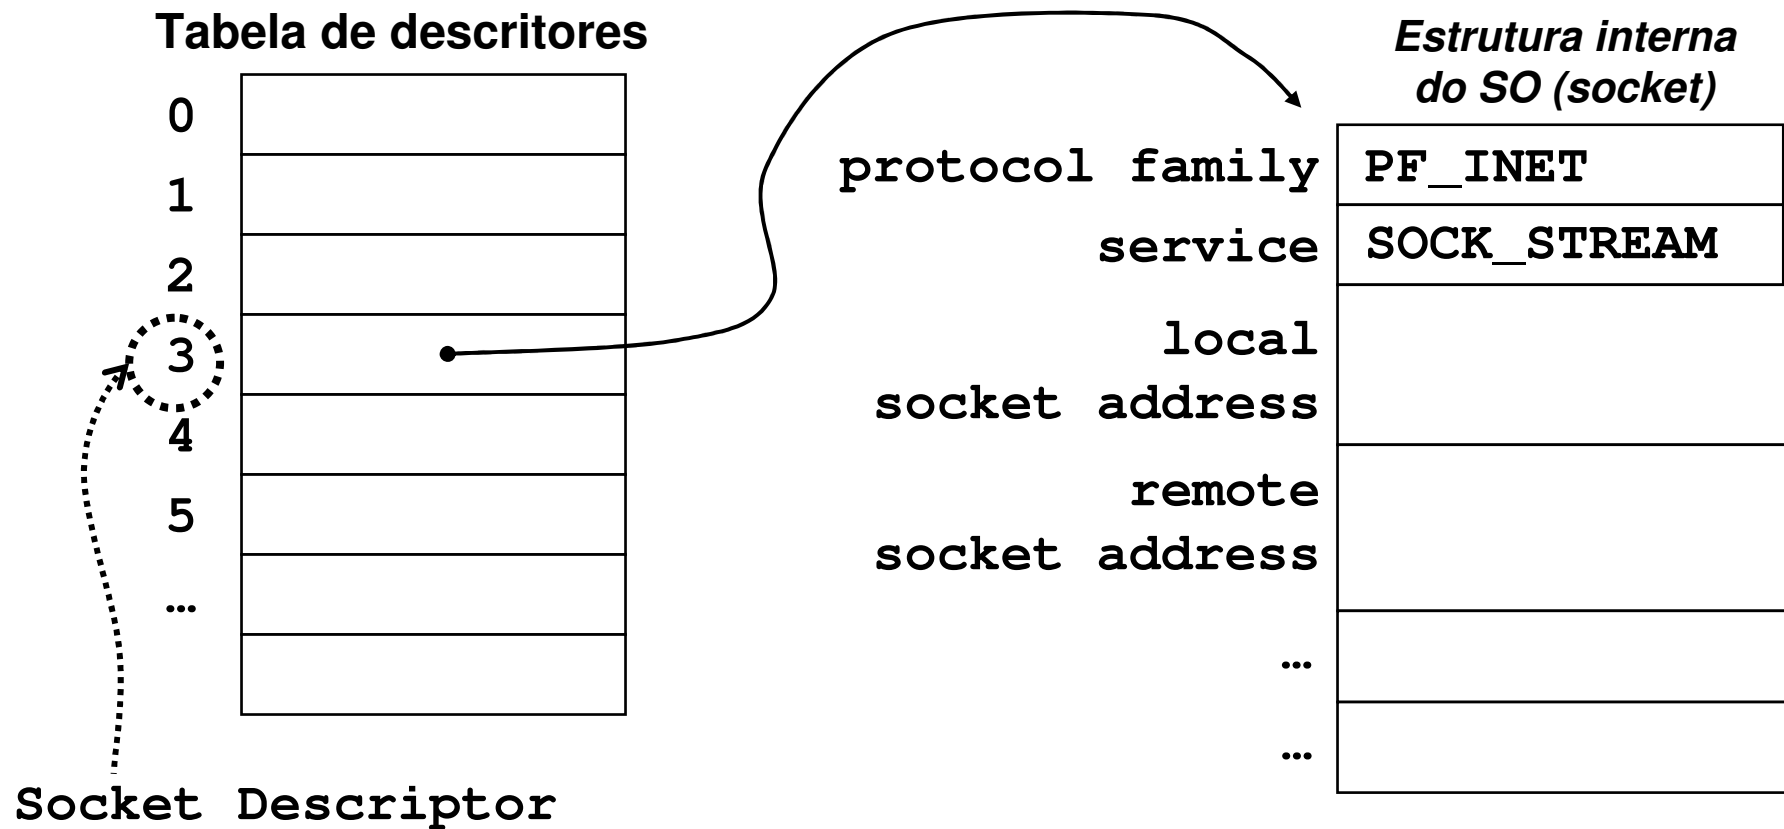 Tabela de descritores
0
1
2
3
4
5
…
Socket Descriptor
Estrutura interna
do SO (socket)
protocol family PF_INET
service SOCK_STREAM
local
socket address
remote
socket address
…
…